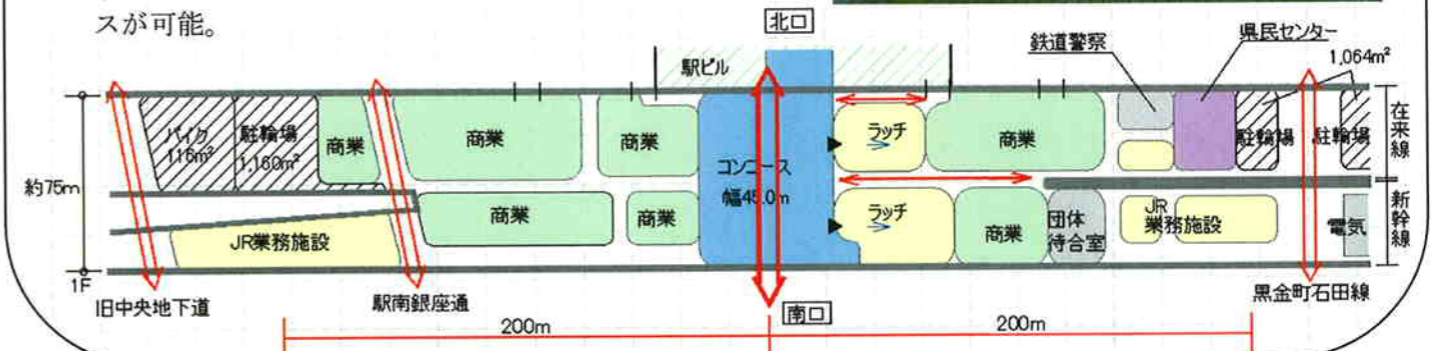 スが可能。
北口
鉄道警察
県民センター
1,064m²
駅ビル
バイク
116m²
駐輪場
1,160m²
商業
商業
商業
コンコース
幅45.0m
ラッチ
商業
駐輪場
駐輪場
在来線
約75m
商業
商業
ラッチ
商業
団体
待合室
JR
業務施設
電気
新幹線
JR業務施設
1F
旧中央地下道
駅南銀座通
南口
黒金町石田線
200m
200m